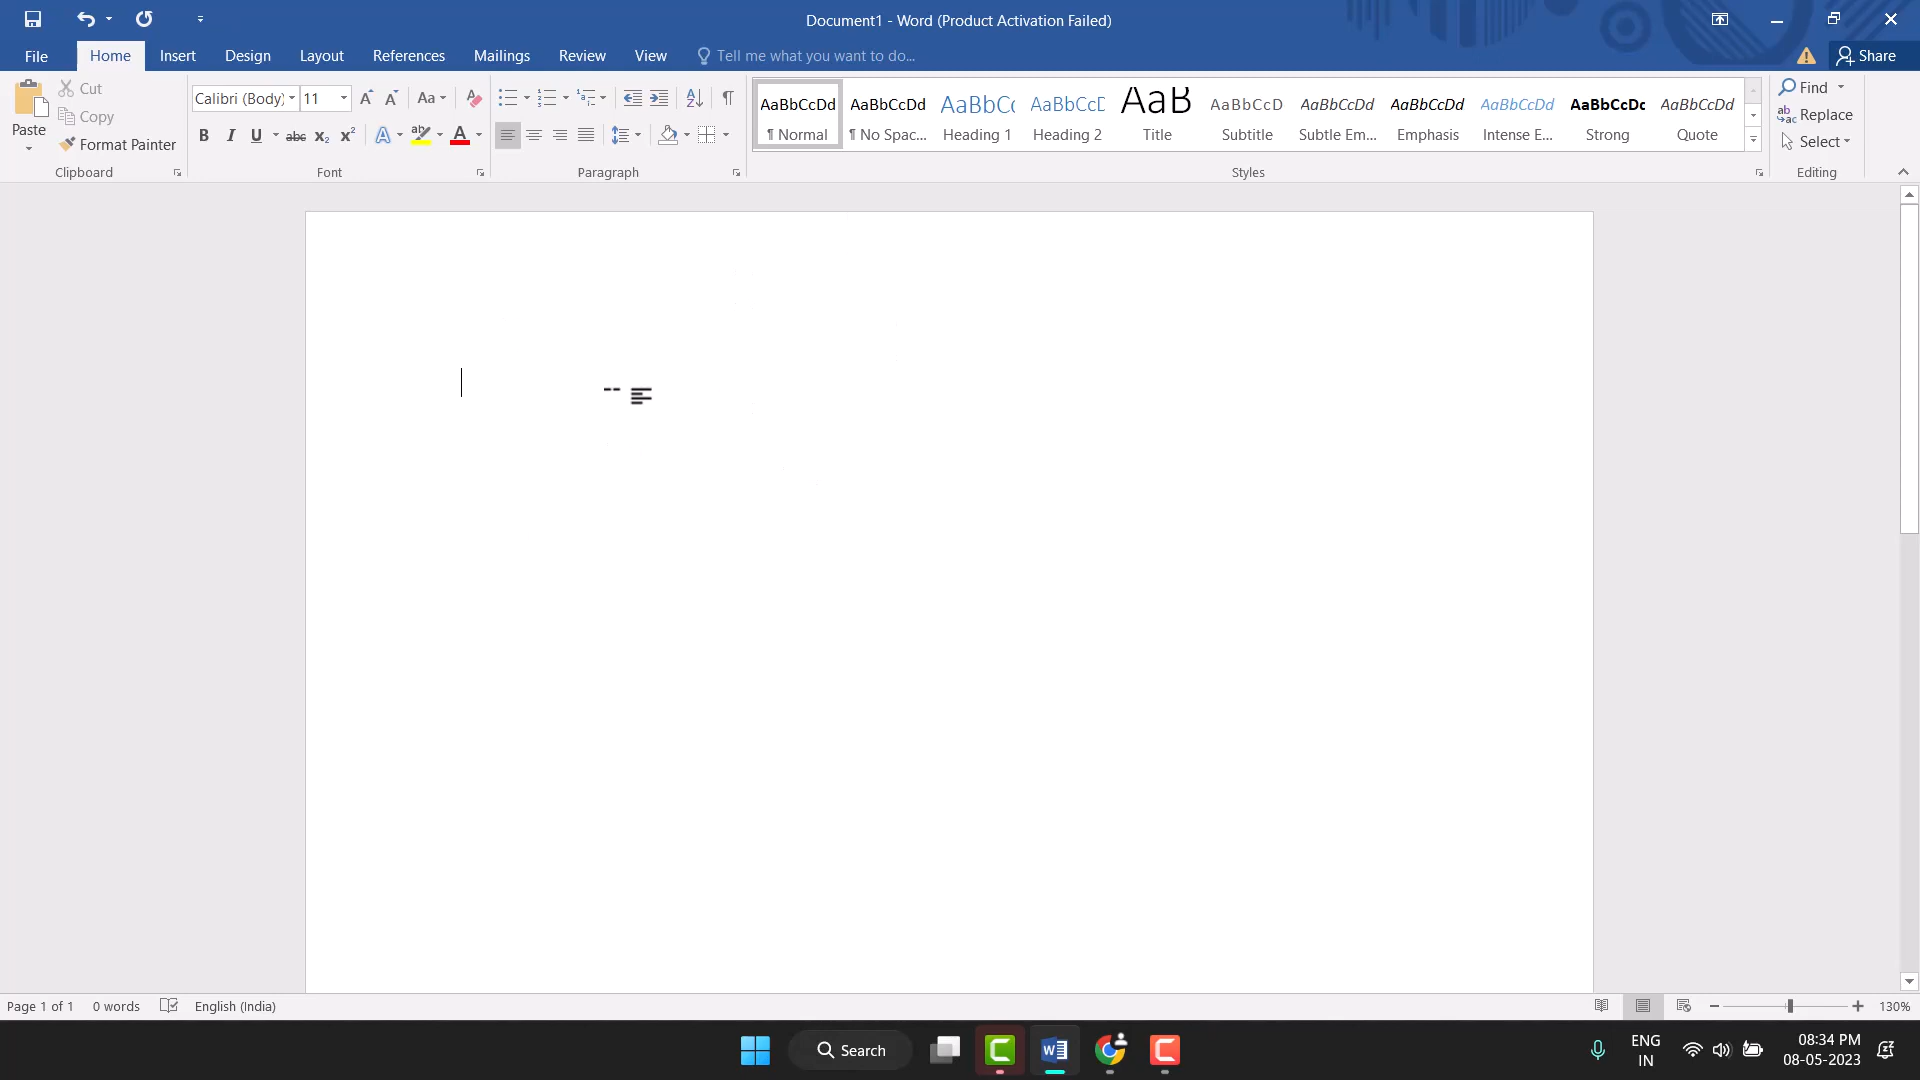 Document1 - Word (Product Activation Failed)
File Home Insert Design Layout References Mailings Review View Tell me what you want to do... Share
Paste
Cut
Copy
Format Painter
Clipboard
Calibri (Body) 11 Aa
B I U abc X₂ X² A ab A
Font
A Z
Paragraph
AaBbCcDd AaBbCcDd AaBbCc AaBbCcD AaB AaBbCcD AaBbCcDd AaBbCcDd AaBbCcDd AaBbCcDc AaBbCcDd
¶ Normal ¶ No Spac... Heading 1 Heading 2 Title Subtitle Subtle Em... Emphasis Intense E... Strong Quote
Styles
Find
Replace
Select
Editing
Page 1 of 1 0 words English (India) 130%
Search
ENG
IN
08:34 PM
08-05-2023